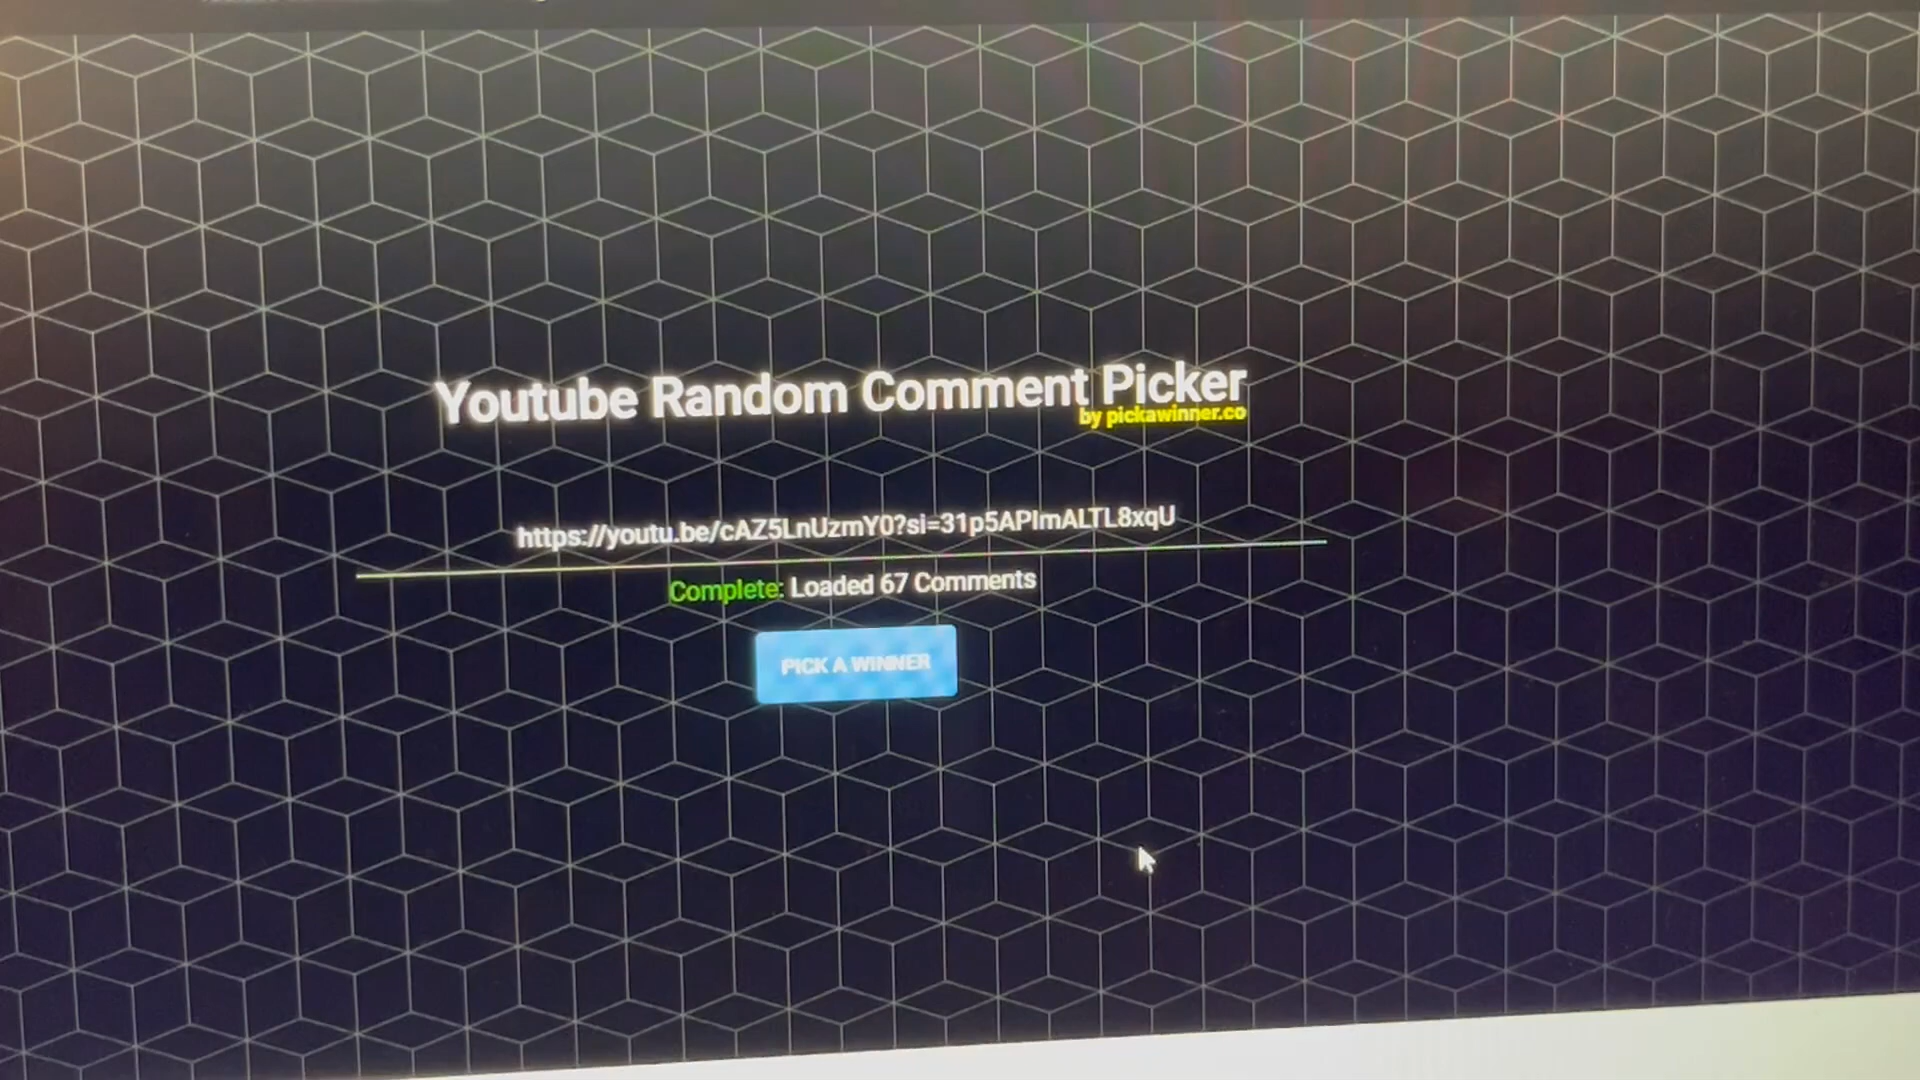 Youtube Random Comment Picker
by pickawinner.co
https://youtu.be/cAZ5LnUzmY0?si=31p5APImALTL8xqU
Complete: Loaded 67 Comments
PICK A WINNER